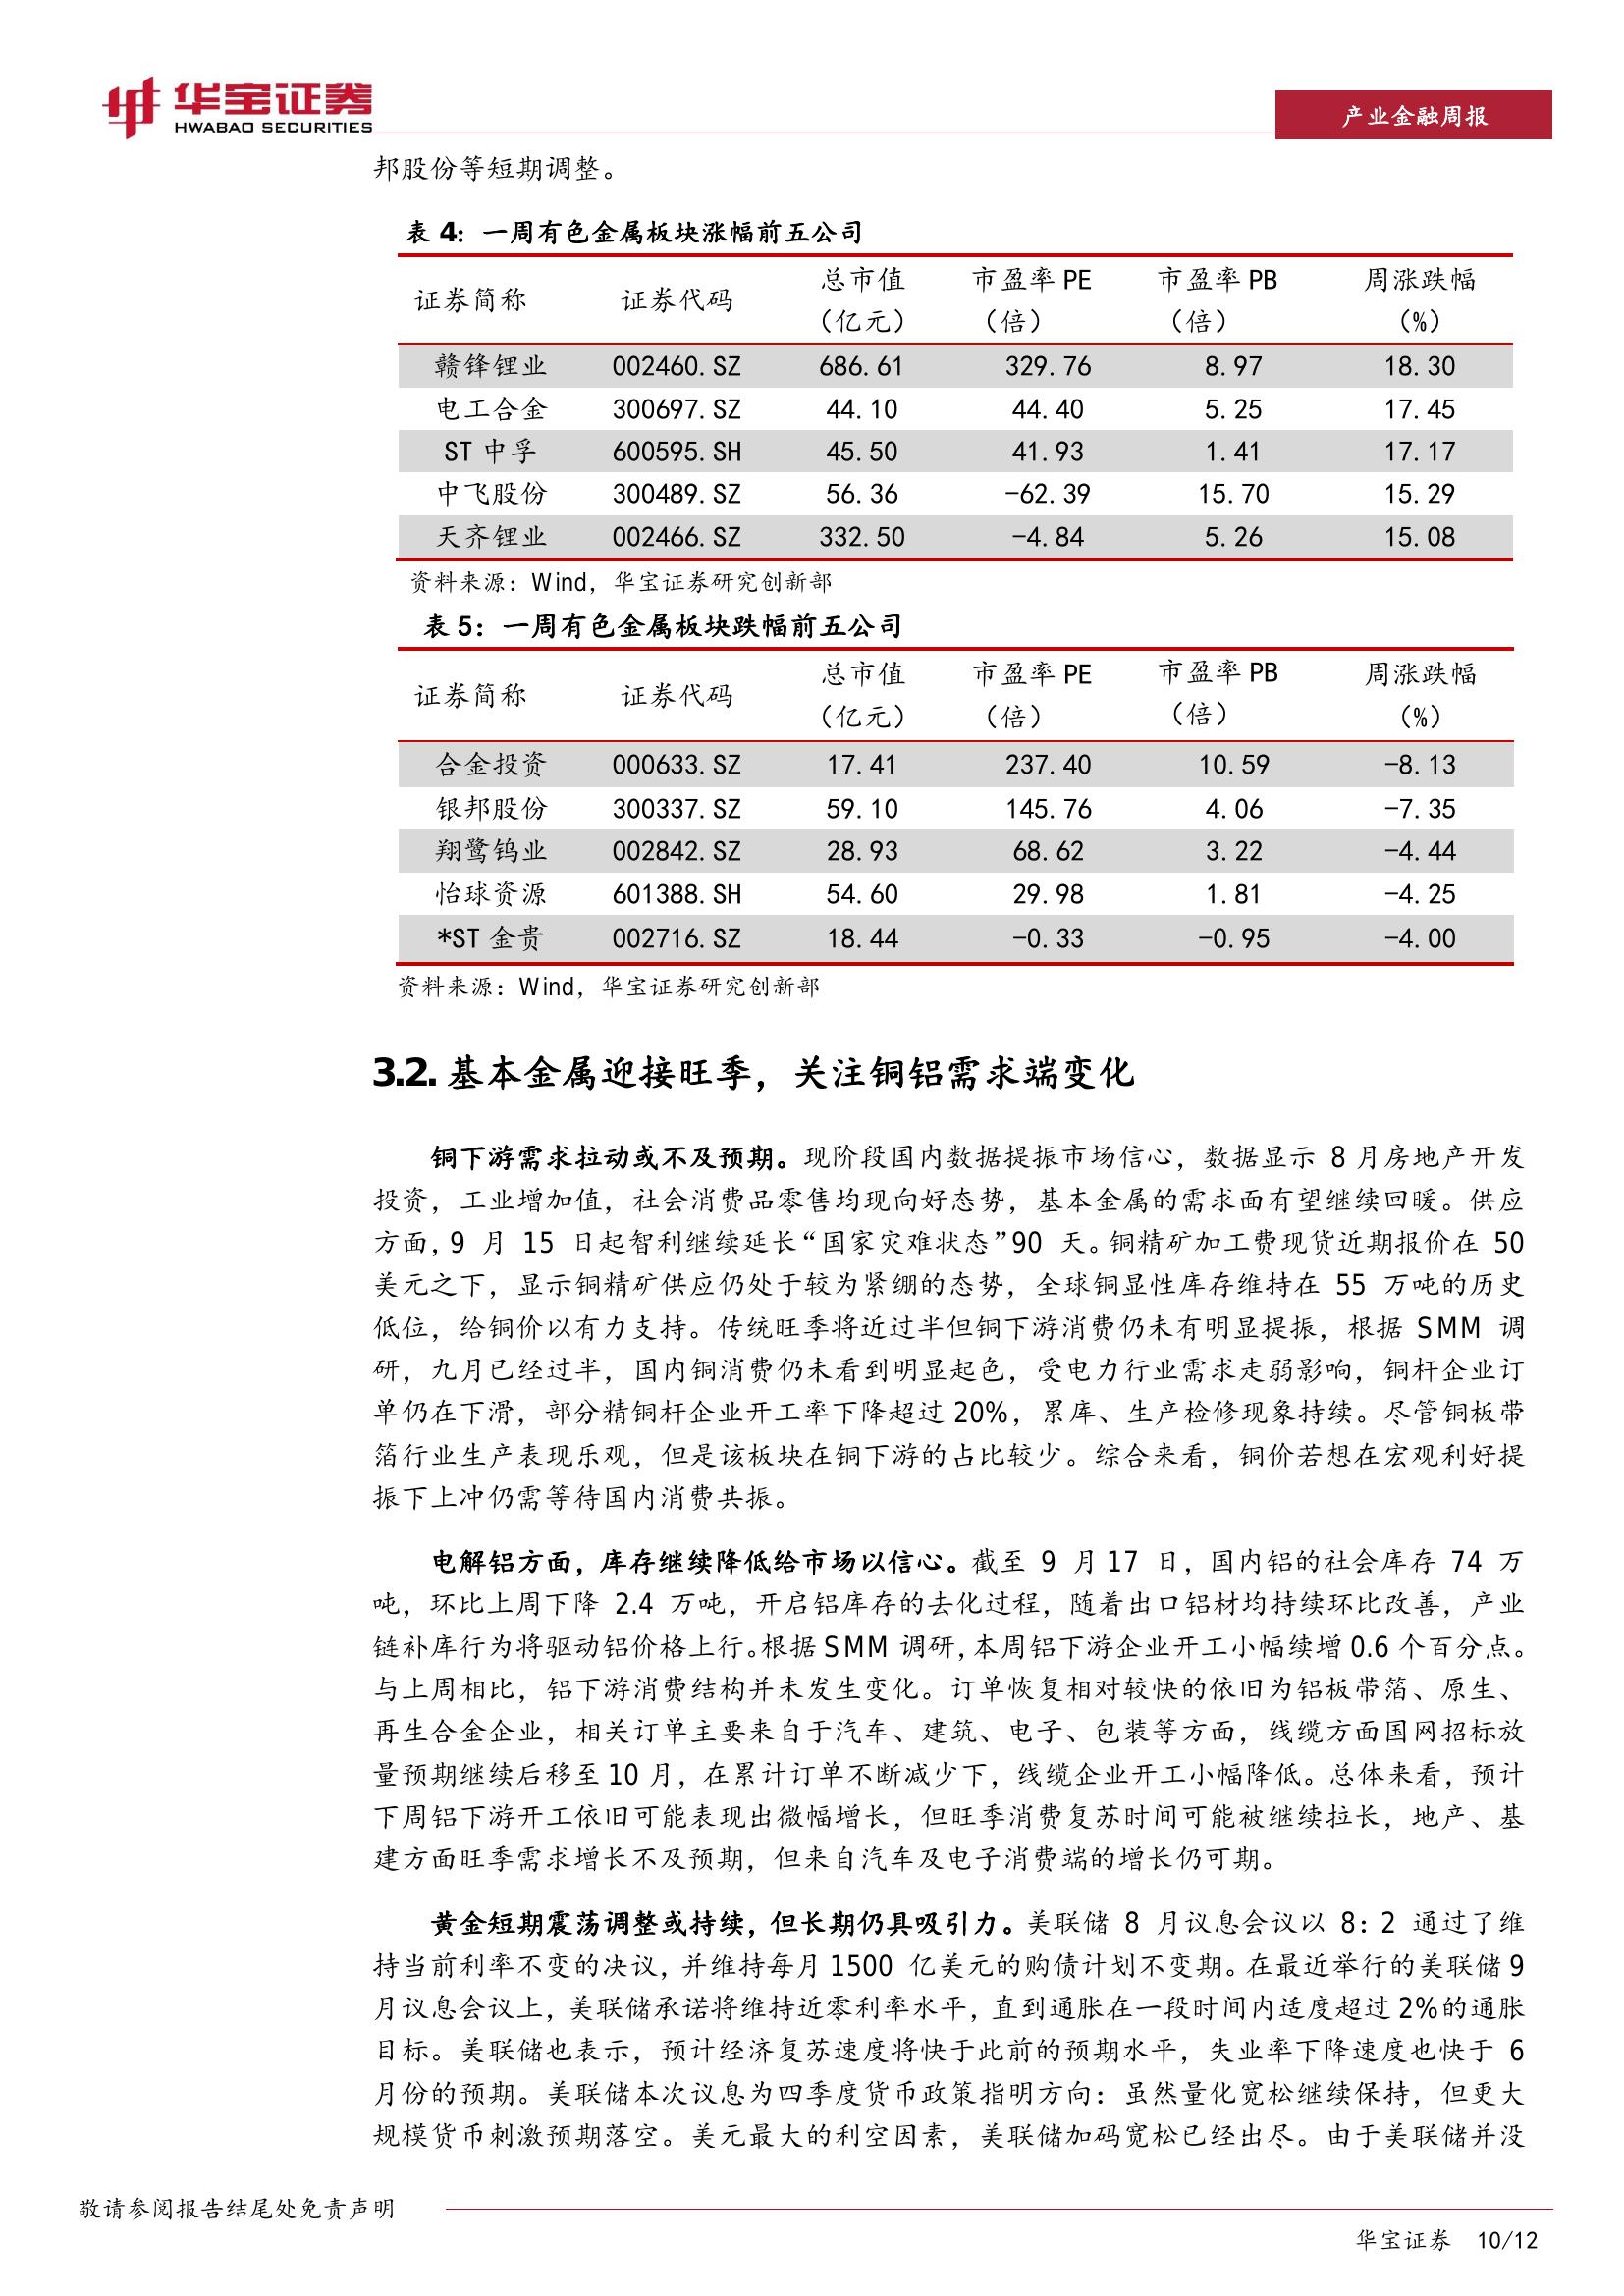 华宝证券
HWABAO SECURITIES
产业金融周报
邦股份等短期调整。
表 4：一周有色金属板块涨幅前五公司
证券简称 证券代码 总市值（亿元） 市盈率 PE（倍） 市盈率 PB（倍） 周涨跌幅（%）
赣锋锂业 002460.SZ 686.61 329.76 8.97 18.30
电工合金 300697.SZ 44.10 44.40 5.25 17.45
ST 中孚 600595.SH 45.50 41.93 1.41 17.17
中飞股份 300489.SZ 56.36 -62.39 15.70 15.29
天齐锂业 002466.SZ 332.50 -4.84 5.26 15.08
资料来源：Wind，华宝证券研究创新部
表 5：一周有色金属板块跌幅前五公司
证券简称 证券代码 总市值（亿元） 市盈率 PE（倍） 市盈率 PB（倍） 周涨跌幅（%）
合金投资 000633.SZ 17.41 237.40 10.59 -8.13
银邦股份 300337.SZ 59.10 145.76 4.06 -7.35
翔鹭钨业 002842.SZ 28.93 68.62 3.22 -4.44
怡球资源 601388.SH 54.60 29.98 1.81 -4.25
*ST 金贵 002716.SZ 18.44 -0.33 -0.95 -4.00
资料来源：Wind，华宝证券研究创新部
3.2. 基本金属迎接旺季，关注铜铝需求端变化
铜下游需求拉动或不及预期。现阶段国内数据提振市场信心，数据显示 8 月房地产开发
投资，工业增加值，社会消费品零售均现向好态势，基本金属的需求面有望继续回暖。供应
方面，9 月 15 日起智利继续延长“国家灾难状态”90 天。铜精矿加工费现货近期报价在 50
美元之下，显示铜精矿供应仍处于较为紧绷的态势，全球铜显性库存维持在 55 万吨的历史
低位，给铜价以有力支持。传统旺季将近过半但铜下游消费仍未有明显提振，根据 SMM 调
研，九月已经过半，国内铜消费仍未看到明显起色，受电力行业需求走弱影响，铜杆企业订
单仍在下滑，部分精铜杆企业开工率下降超过 20%，累库、生产检修现象持续。尽管铜板带
箔行业生产表现乐观，但是该板块在铜下游的占比较少。综合来看，铜价若想在宏观利好提
振下上冲仍需等待国内消费共振。
电解铝方面，库存继续降低给市场以信心。截至 9 月 17 日，国内铝的社会库存 74 万
吨，环比上周下降 2.4 万吨，开启铝库存的去化过程，随着出口铝材均持续环比改善，产业
链补库行为将驱动铝价格上行。根据 SMM 调研，本周铝下游企业开工小幅续增 0.6 个百分点。
与上周相比，铝下游消费结构并未发生变化。订单恢复相对较快的依旧为铝板带箔、原生、
再生合金企业，相关订单主要来自于汽车、建筑、电子、包装等方面，线缆方面国网招标放
量预期继续后移至 10 月，在累计订单不断减少下，线缆企业开工小幅降低。总体来看，预计
下周铝下游开工依旧可能表现出微幅增长，但旺季消费复苏时间可能被继续拉长，地产、基
建方面旺季需求增长不及预期，但来自汽车及电子消费端的增长仍可期。
黄金短期震荡调整或持续，但长期仍具吸引力。美联储 8 月议息会议以 8：2 通过了维
持当前利率不变的决议，并维持每月 1500 亿美元的购债计划不变期。在最近举行的美联储 9
月议息会议上，美联储承诺将维持近零利率水平，直到通胀在一段时间内适度超过 2%的通胀
目标。美联储也表示，预计经济复苏速度将快于此前的预期水平，失业率下降速度也快于 6
月份的预期。美联储本次议息为四季度货币政策指明方向：虽然量化宽松继续保持，但更大
规模货币刺激预期落空。美元最大的利空因素，美联储加码宽松已经出尽。由于美联储并没
敬请参阅报告结尾处免责声明
华宝证券 10/12